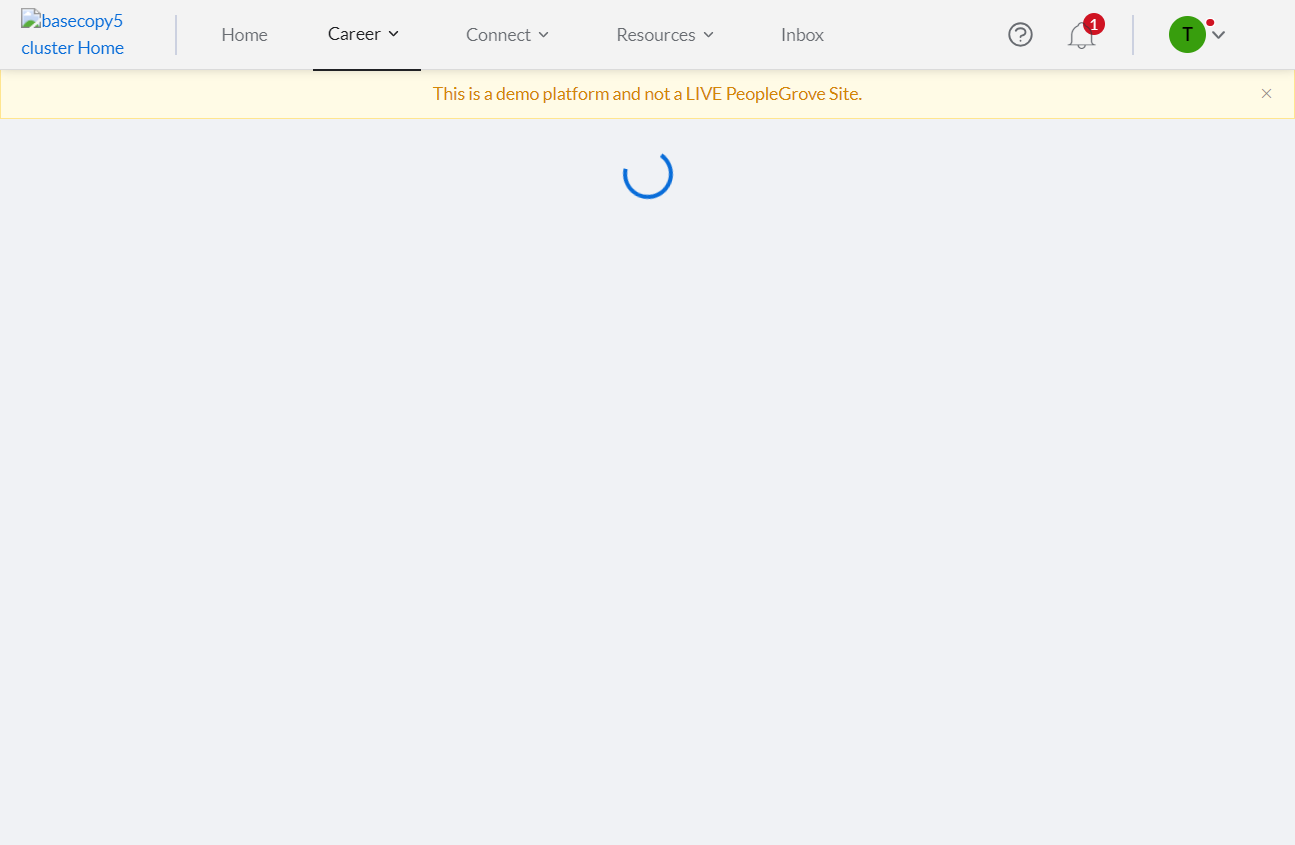 basecopy5
cluster Home
Home
Career
Connect
Resources
Inbox
1
T
This is a demo platform and not a LIVE PeopleGrove Site.